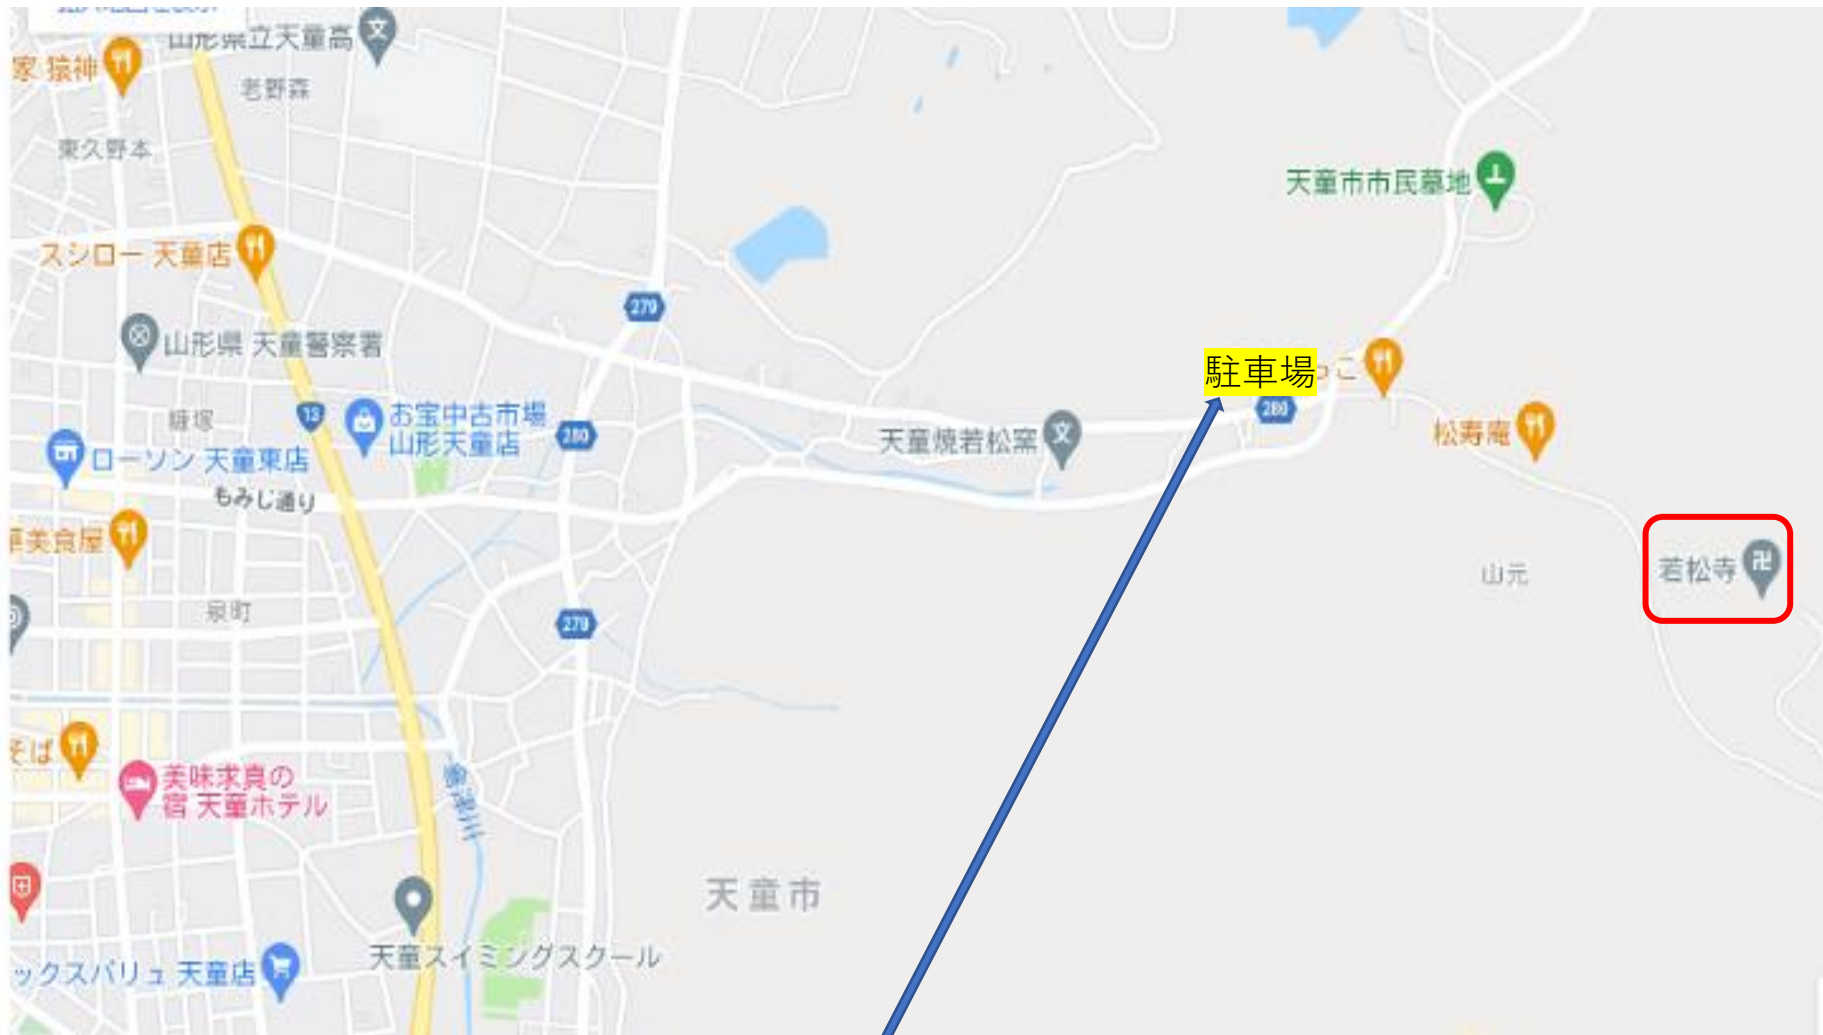 山形県立天童高
家 猿神
老野森
東久野本
天童市市民墓地
スシロー 天童店
279
山形県 天童警察署
駐車場
っこ
13
お宝中古市場
山形天童店
280
280
天童焼若松窯
松寿庵
ローソン 天童東店
もみじ通り
華美食屋
山元
若松寺
泉町
279
そば
美味求真の
宿 天童ホテル
天童市
天童スイミングスクール
ックスバリュ 天童店